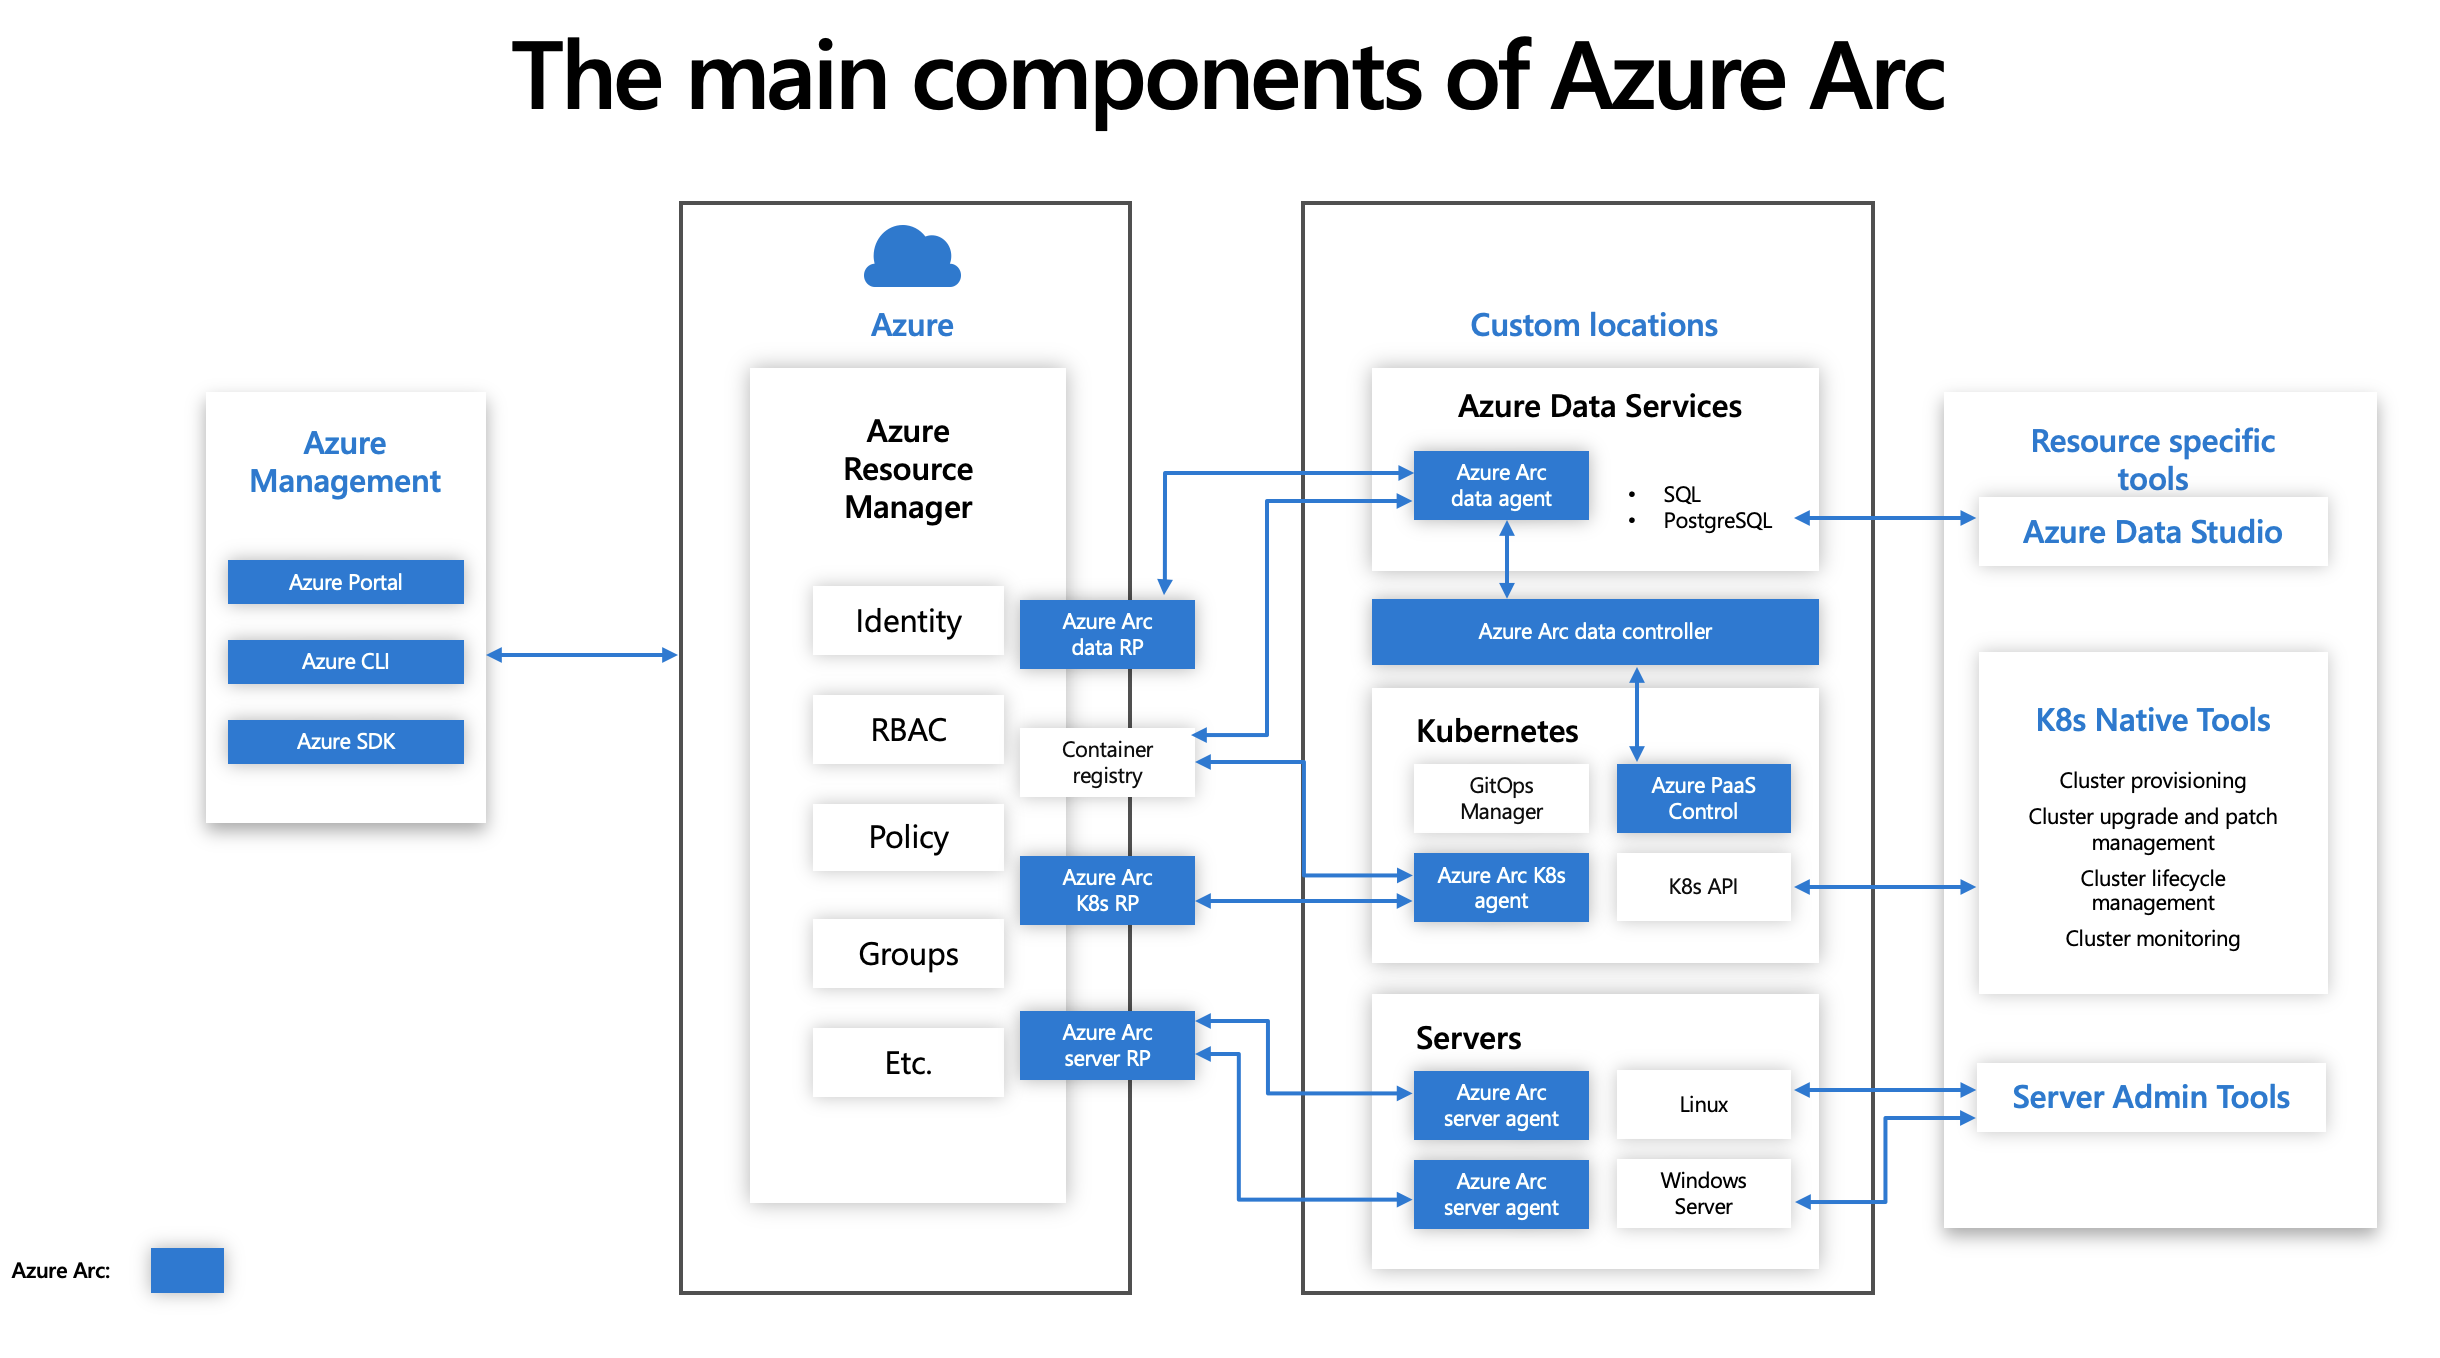 The main components of Azure Arc
Azure
Management
Azure Portal
Azure CLI
Azure SDK
Azure
Azure
Resource
Manager
Identity
RBAC
Policy
Groups
Etc.
Azure Arc
data RP
Container
registry
Azure Arc
K8s RP
Azure Arc
server RP
Custom locations
Azure Data Services
Azure Arc
data agent
• SQL
• PostgreSQL
Azure Arc data controller
Kubernetes
GitOps
Manager
Azure PaaS
Control
Azure Arc K8s
agent
K8s API
Servers
Azure Arc
server agent
Linux
Azure Arc
server agent
Windows
Server
Resource specific
tools
Azure Data Studio
K8s Native Tools
Cluster provisioning
Cluster upgrade and patch
management
Cluster lifecycle
management
Cluster monitoring
Server Admin Tools
Azure Arc: